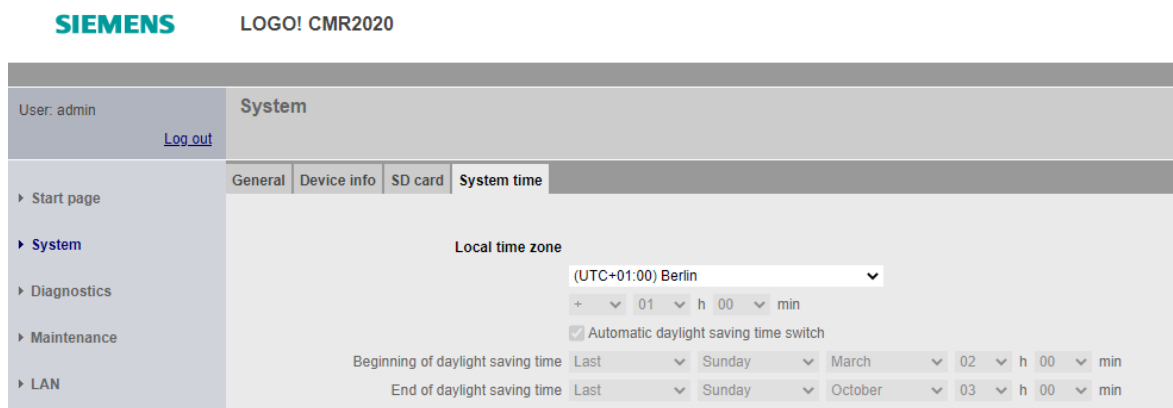 SIEMENS LOGO! CMR2020
User: admin
Log out
System
General Device info SD card System time
Start page
System
Diagnostics
Maintenance
LAN
Local time zone
(UTC+01:00) Berlin
+ 01 h 00 min
Automatic daylight saving time switch
Beginning of daylight saving time Last Sunday March 02 h 00 min
End of daylight saving time Last Sunday October 03 h 00 min